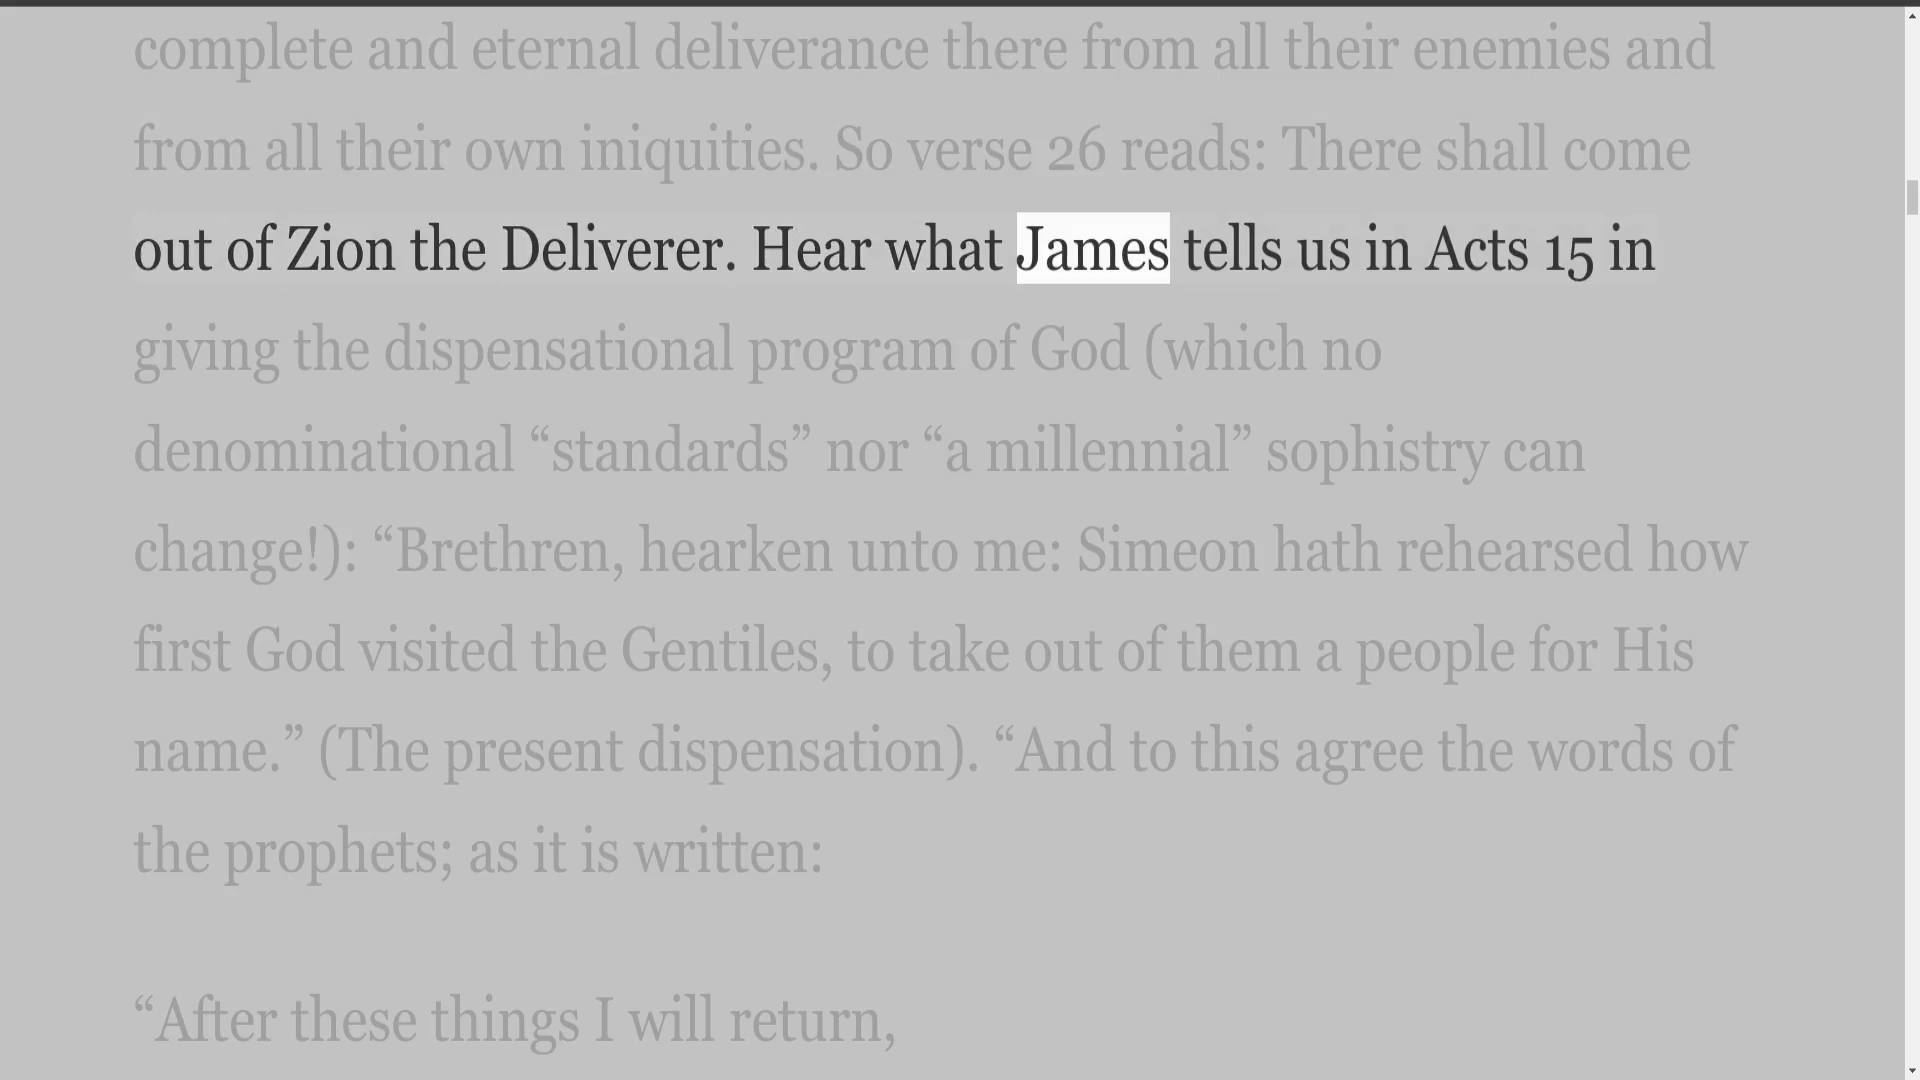 complete and eternal deliverance there from all their enemies and
from all their own iniquities. So verse 26 reads: There shall come
out of Zion the Deliverer. Hear what James tells us in Acts 15 in
giving the dispensational program of God (which no
denominational “standards” nor “a millennial” sophistry can
change!): “Brethren, hearken unto me: Simeon hath rehearsed how
first God visited the Gentiles, to take out of them a people for His
name.” (The present dispensation). “And to this agree the words of
the prophets; as it is written:
“After these things I will return,